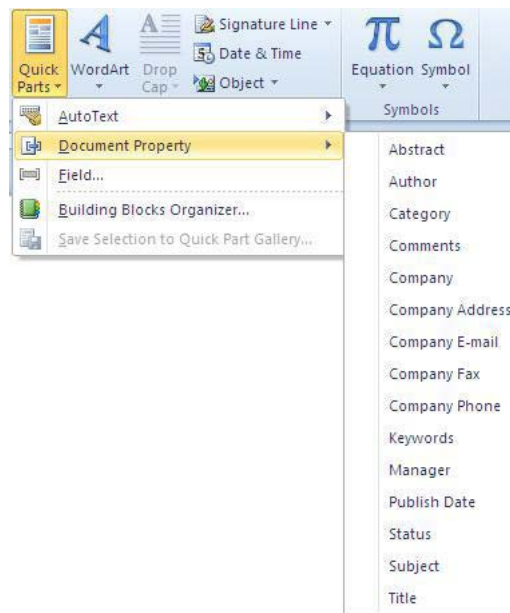 Quick
Parts
WordArt
Drop
Cap
Signature Line
Date & Time
Object
Equation
Symbol
Symbols
AutoText
Document Property
Field...
Building Blocks Organizer...
Save Selection to Quick Part Gallery...
Abstract
Author
Category
Comments
Company
Company Address
Company E-mail
Company Fax
Company Phone
Keywords
Manager
Publish Date
Status
Subject
Title